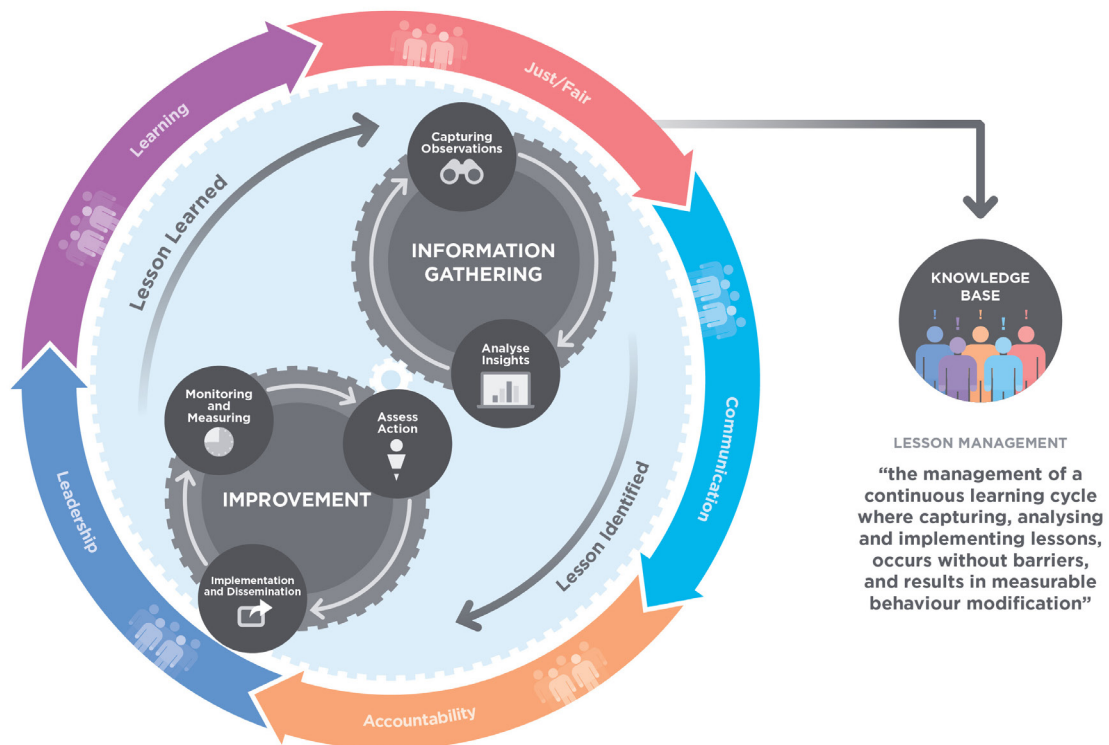 Just/Fair
Learning
Lesson Learned
Capturing
Observations
INFORMATION
GATHERING
Analyse
Insights
Monitoring
and
Measuring
Assess
Action
IMPROVEMENT
Implementation
and Dissemination
Lesson Identified
Communication
Accountability
Leadership
KNOWLEDGE
BASE
! ! ! ! !
LESSON MANAGEMENT
“the management of a
continuous learning cycle
where capturing, analysing
and implementing lessons,
occurs without barriers,
and results in measurable
behaviour modification”